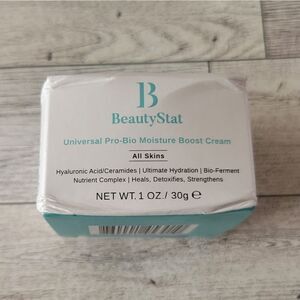 B
BeautyStat
Universal Pro-Bio Moisture Boost Cream
All Skins
Hyaluronic Acid/Ceramides | Ultimate Hydration | Bio-Ferment
Nutrient Complex | Heals, Detoxifies, Strengthens
NET WT. 1 OZ./ 30g ℮